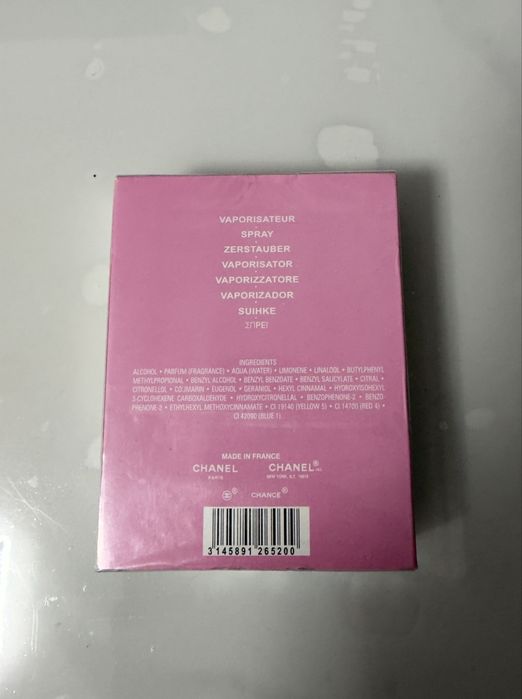 VAPORISATEUR
SPRAY
ZERSTAUBER
VAPORISATOR
VAPORIZZATORE
VAPORIZADOR
SUIHKE
ΣΠΡΕΪ
INGREDIENTS
ALCOHOL • PARFUM (FRAGRANCE) • AQUA (WATER) • LIMONENE • LINALOOL • BUTYLPHENYL
METHYLPROPIONAL • BENZYL ALCOHOL • BENZYL BENZOATE • BENZYL SALICYLATE • CITRAL •
CITRONELLOL • COUMARIN • EUGENOL • GERANIOL • HEXYL CINNAMAL • HYDROXYISOHEXYL
3-CYCLOHEXENE CARBOXALDEHYDE • HYDROXYCITRONELLAL • BENZOPHENONE-2 • BENZO-
PHENONE-2 • ETHYLHEXYL METHOXYCINNAMATE • CI 19140 (YELLOW 5) • CI 14700 (RED 4) •
CI 42090 (BLUE 1)
MADE IN FRANCE
CHANEL CHANEL®
PARIS NEW YORK, N.Y. 10019
® CHANCE®
3 145891 265200